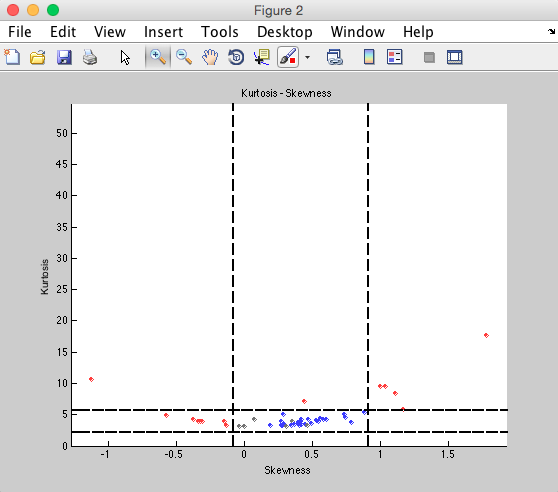 Figure 2
File Edit View Insert Tools Desktop Window Help
Kurtosis - Skewness
50
45
40
35
30
25
20
15
10
5
0
Kurtosis
-1 -0.5 0 0.5 1 1.5
Skewness